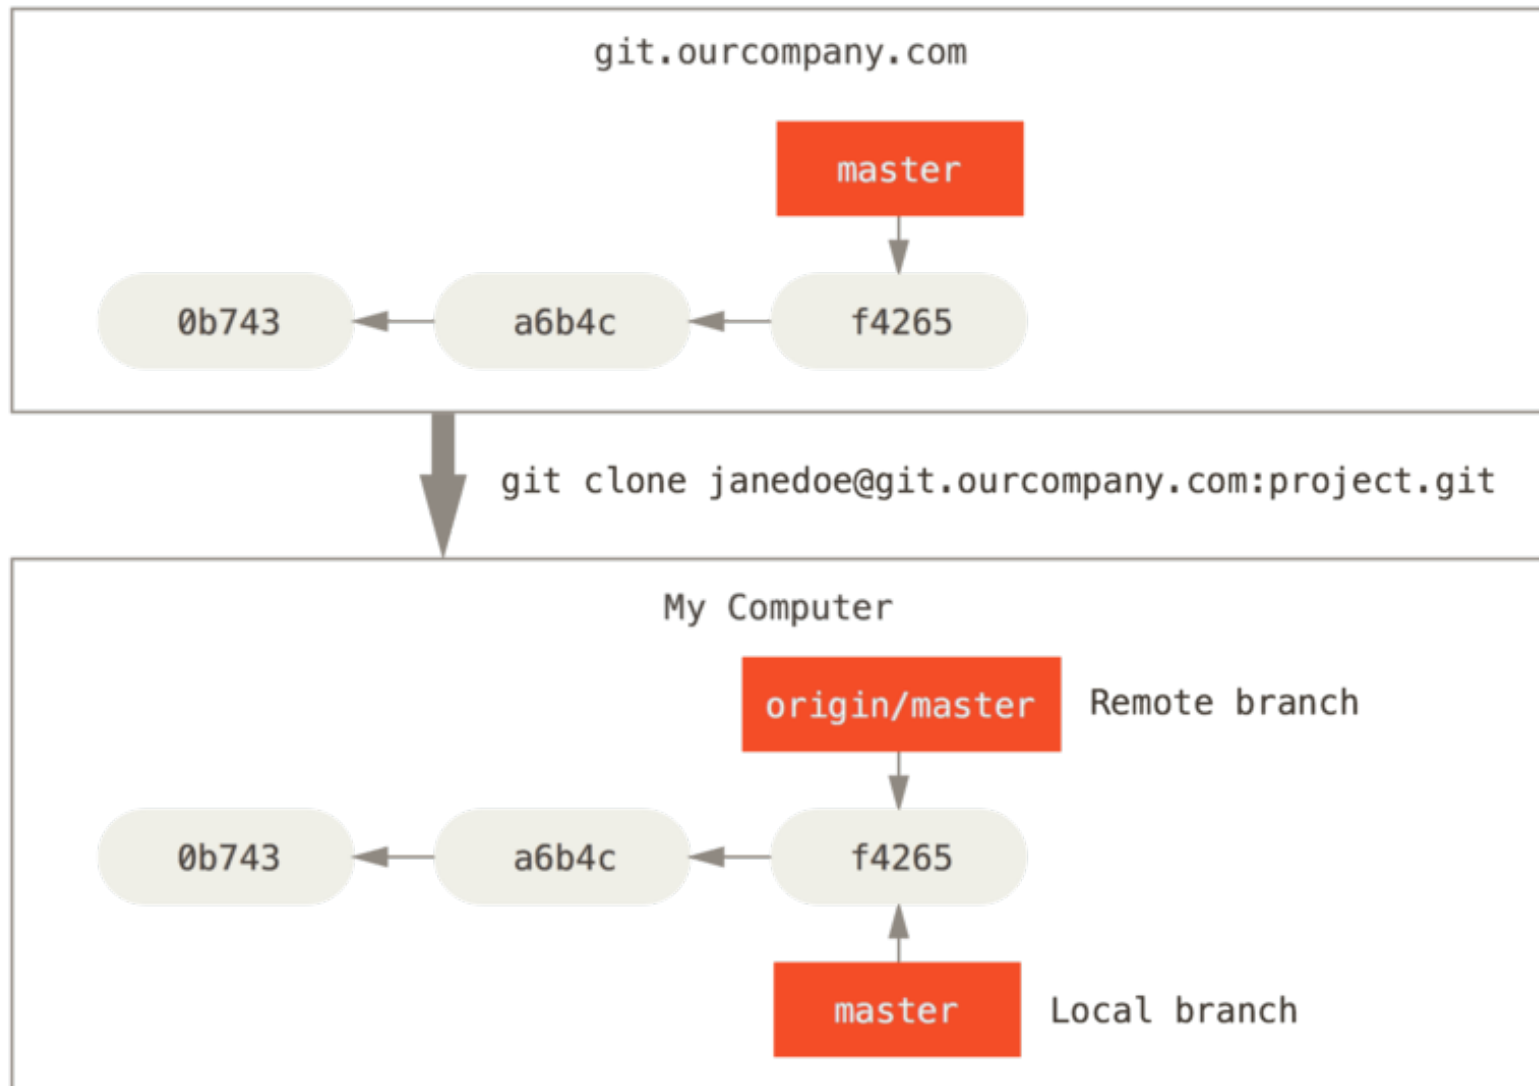 git.ourcompany.com
master
0b743
a6b4c
f4265
git clone janedoe@git.ourcompany.com:project.git
My Computer
origin/master
Remote branch
0b743
a6b4c
f4265
master
Local branch